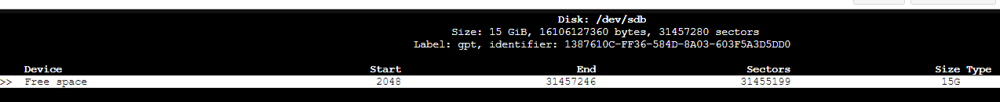 Disk: /dev/sdb
Size: 15 GiB, 16106127360 bytes, 31457280 sectors
Label: gpt, identifier: 1387610C-FF36-584D-8A03-603F5A3D5DD0
Device Start End Sectors Size Type
>> Free space 2048 31457246 31455199 15G